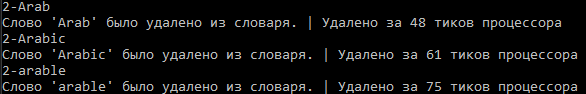 2-Arab
Слово 'Arab' было удалено из словаря. | Удалено за 48 тиков процессора
2-Arabic
Слово 'Arabic' было удалено из словаря. | Удалено за 61 тиков процессора
2-arable
Слово 'arable' было удалено из словаря. | Удалено за 75 тиков процессора